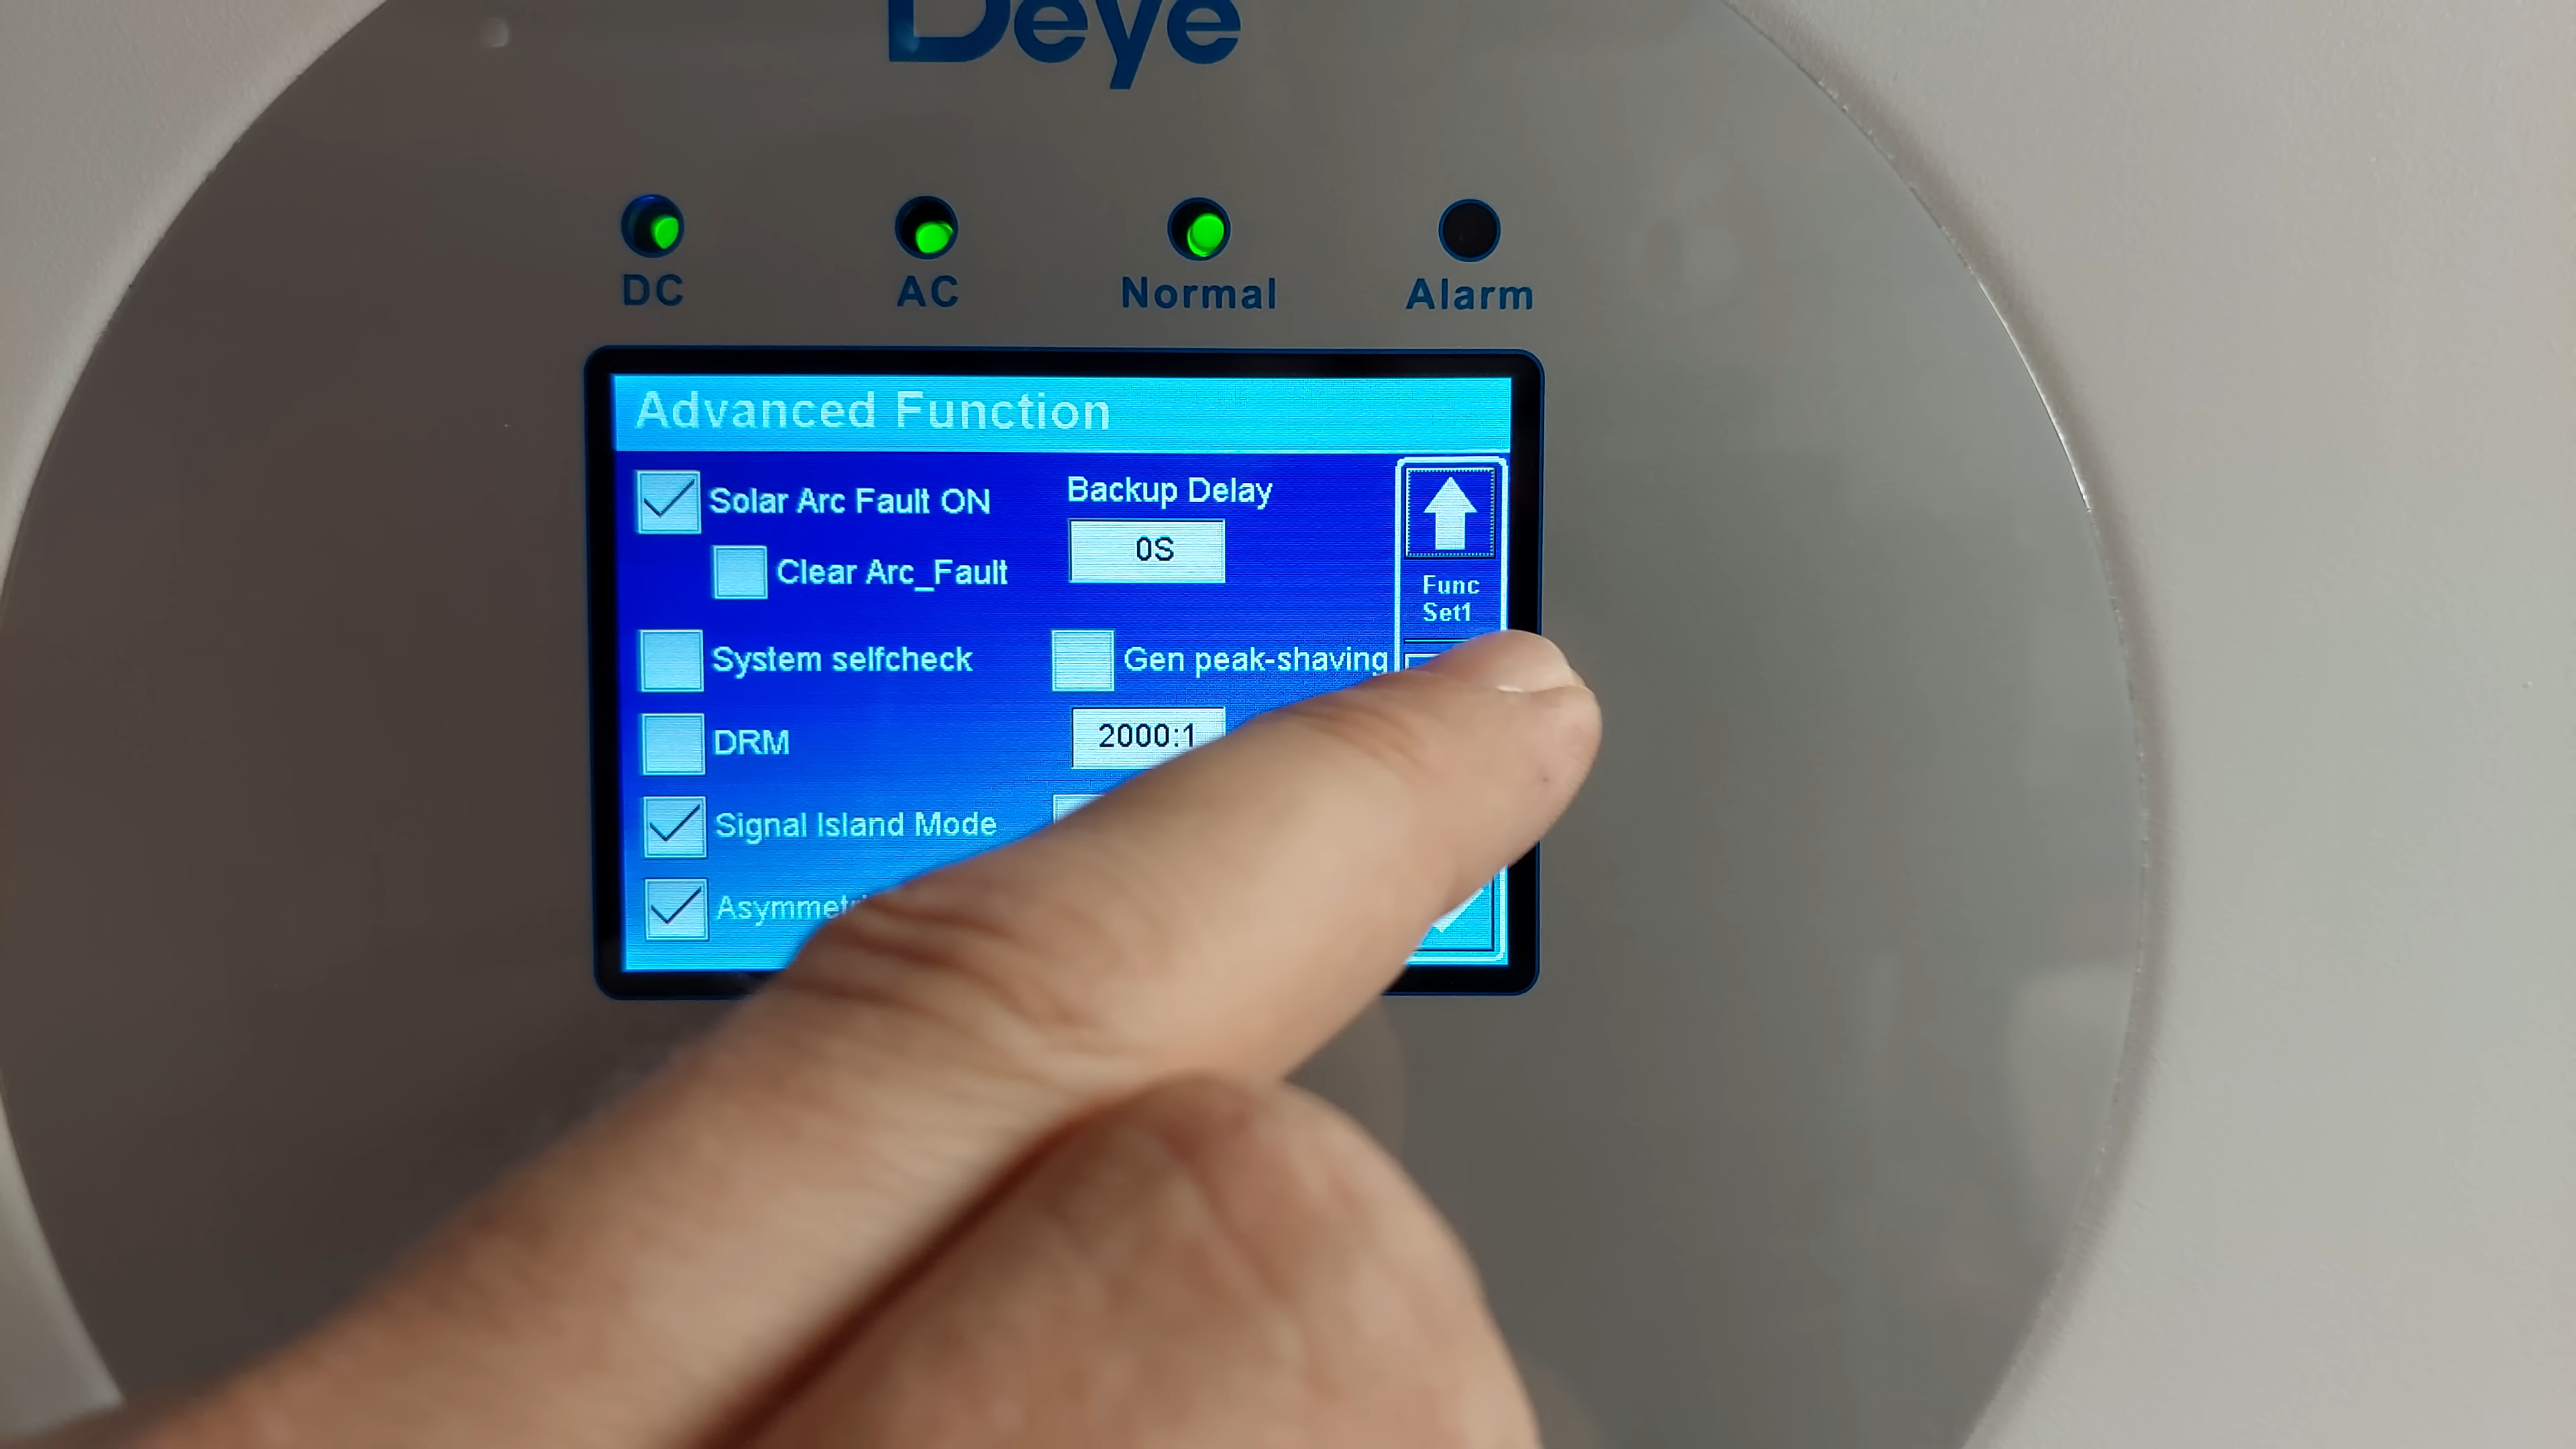 Deye
DC AC Normal Alarm
Advanced Function
Solar Arc Fault ON
Backup Delay
0S
Clear Arc_Fault
Func
Set1
System selfcheck
Gen peak-shaving
DRM
2000:1
Signal Island Mode